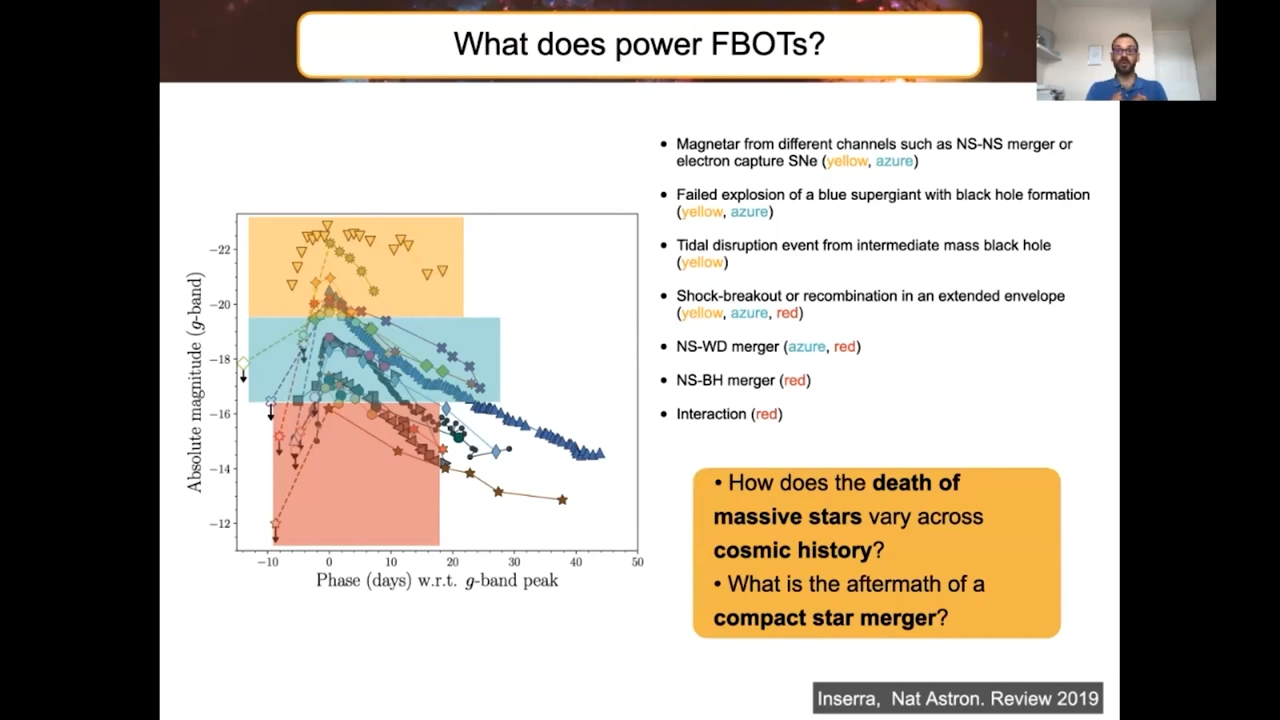 What does power FBOTs?
• Magnetar from different channels such as NS-NS merger or
electron capture SNe (yellow, azure)
• Failed explosion of a blue supergiant with black hole formation
(yellow, azure)
• Tidal disruption event from intermediate mass black hole
(yellow)
• Shock-breakout or recombination in an extended envelope
(yellow, azure, red)
• NS-WD merger (azure, red)
• NS-BH merger (red)
• Interaction (red)
Absolute magnitude (g-band)
−22
−20
−18
−16
−14
−12
−10 0 10 20 30 40 50
Phase (days) w.r.t. g-band peak
• How does the death of
massive stars vary across
cosmic history?
• What is the aftermath of a
compact star merger?
Inserra, Nat Astron. Review 2019